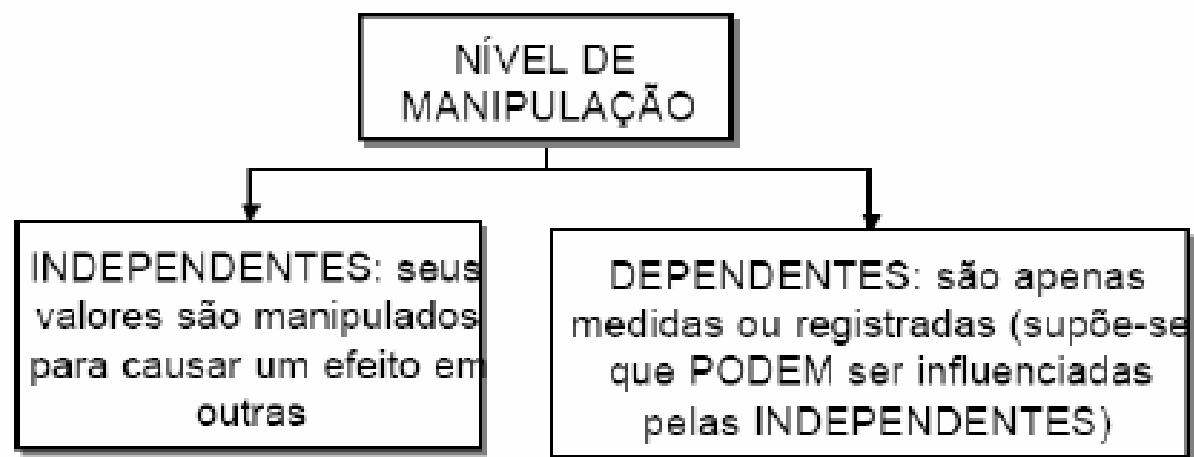 NÍVEL DE
MANIPULAÇÃO
INDEPENDENTES: seus
valores são manipulados
para causar um efeito em
outras
DEPENDENTES: são apenas
medidas ou registradas (supõe-se
que PODEM ser influenciadas
pelas INDEPENDENTES)